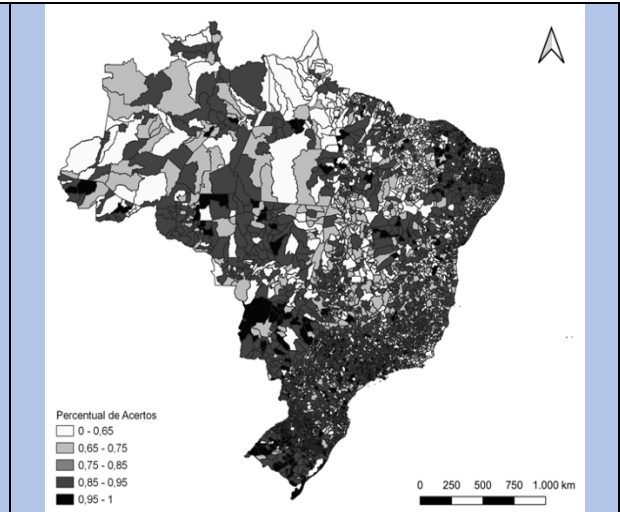 Percentual de Acertos
0 - 0,65
0,65 - 0,75
0,75 - 0,85
0,85 - 0,95
0,95 - 1
0 250 500 750 1.000 km